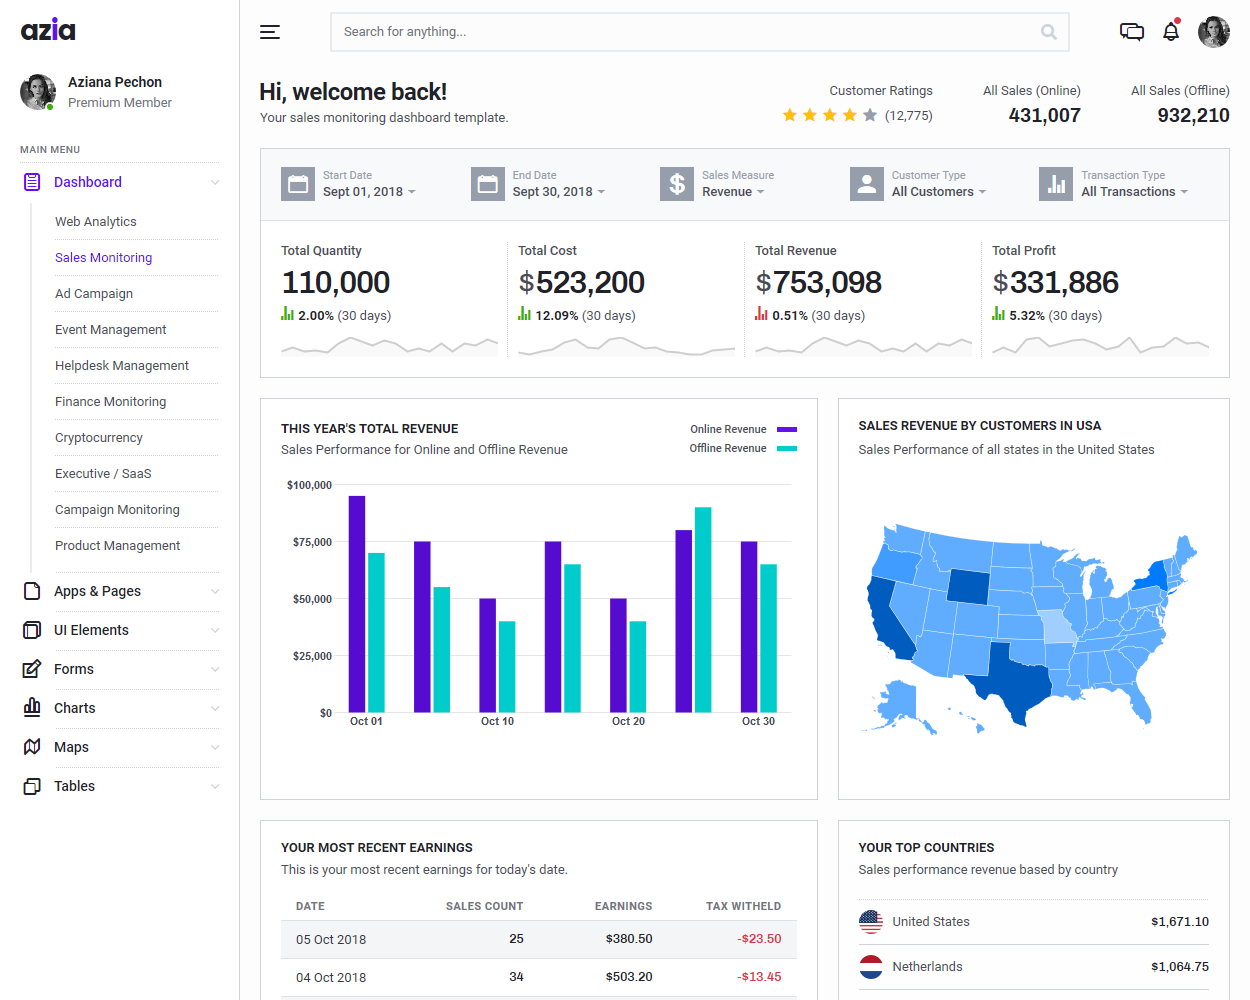 azia
Search for anything...
Aziana Pechon
Premium Member
Hi, welcome back!
Your sales monitoring dashboard template.
Customer Ratings
(12,775)
All Sales (Online)
431,007
All Sales (Offline)
932,210
MAIN MENU
Dashboard
Web Analytics
Sales Monitoring
Ad Campaign
Event Management
Helpdesk Management
Finance Monitoring
Cryptocurrency
Executive / SaaS
Campaign Monitoring
Product Management
Apps & Pages
UI Elements
Forms
Charts
Maps
Tables
Start Date
Sept 01, 2018
End Date
Sept 30, 2018
Sales Measure
Revenue
Customer Type
All Customers
Transaction Type
All Transactions
Total Quantity
110,000
2.00% (30 days)
Total Cost
$523,200
12.09% (30 days)
Total Revenue
$753,098
0.51% (30 days)
Total Profit
$331,886
5.32% (30 days)
THIS YEAR'S TOTAL REVENUE
Sales Performance for Online and Offline Revenue
Online Revenue
Offline Revenue
$100,000
$75,000
$50,000
$25,000
$0
Oct 01
Oct 10
Oct 20
Oct 30
SALES REVENUE BY CUSTOMERS IN USA
Sales Performance of all states in the United States
YOUR MOST RECENT EARNINGS
This is your most recent earnings for today's date.
DATE SALES COUNT EARNINGS TAX WITHELD
05 Oct 2018 25 $380.50 -$23.50
04 Oct 2018 34 $503.20 -$13.45
YOUR TOP COUNTRIES
Sales performance revenue based by country
United States $1,671.10
Netherlands $1,064.75